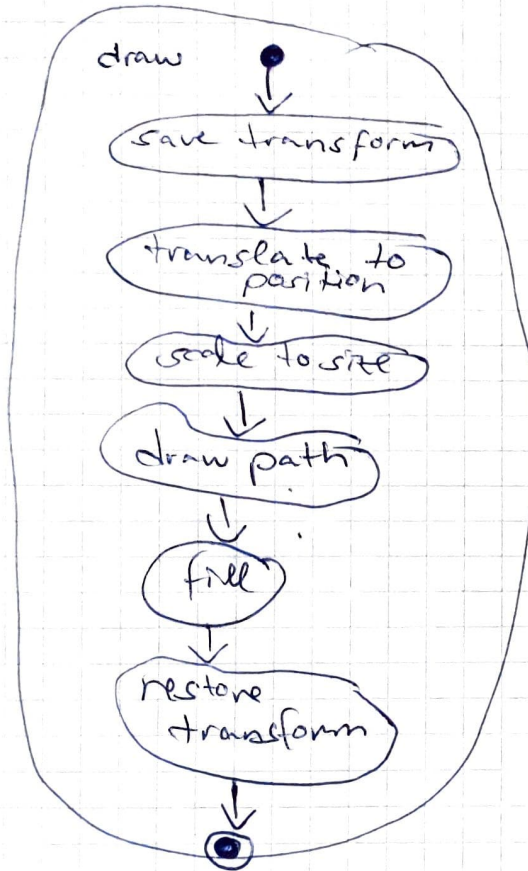 draw
save transform
translate to
position
scale to size
draw path
fill
restore
transform